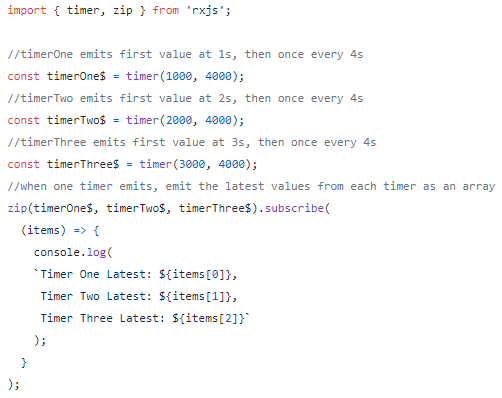 import { timer, zip } from 'rxjs';

//timerOne emits first value at 1s, then once every 4s
const timerOne$ = timer(1000, 4000);
//timerTwo emits first value at 2s, then once every 4s
const timerTwo$ = timer(2000, 4000);
//timerThree emits first value at 3s, then once every 4s
const timerThree$ = timer(3000, 4000);
//when one timer emits, emit the latest values from each timer as an array
zip(timerOne$, timerTwo$, timerThree$).subscribe(
  (items) => {
    console.log(
    `Timer One Latest: ${items[0]},
     Timer Two Latest: ${items[1]},
     Timer Three Latest: ${items[2]}`
    );
  }
);